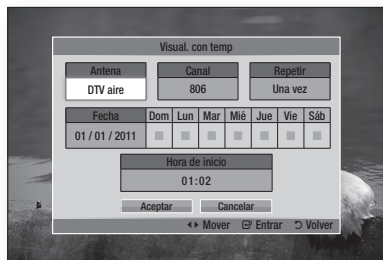 Visual. con temp
Antena Canal Repetir
DTV aire 806 Una vez
Fecha Dom Lun Mar Mié Jue Vie Sáb
01 / 01 / 2011
Hora de inicio
01:02
Aceptar Cancelar
Mover Entrar Volver